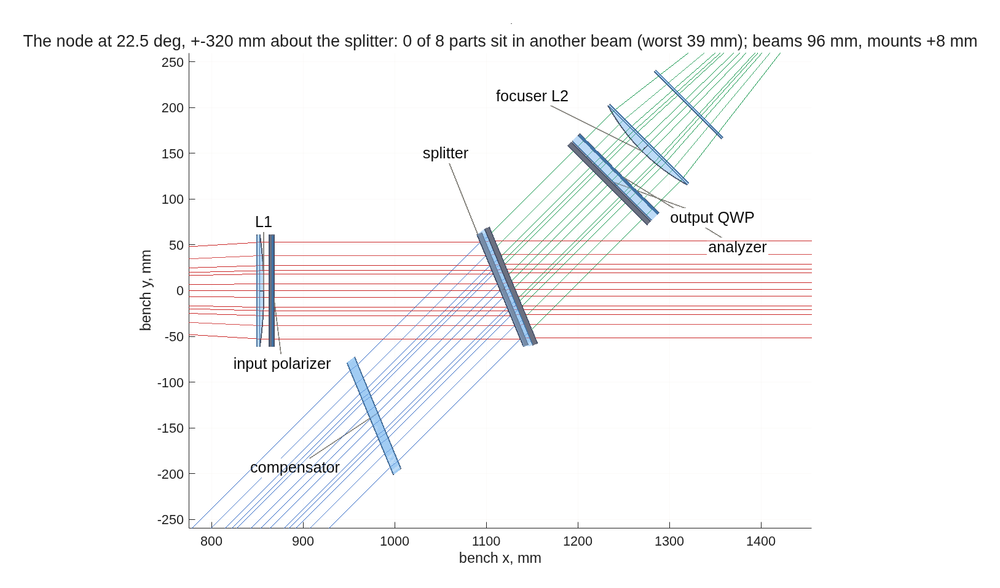 The node at 22.5 deg, +-320 mm about the splitter: 0 of 8 parts sit in another beam (worst 39 mm); beams 96 mm, mounts +8 mm
250
200
150
100
50
0
-50
-100
-150
-200
-250
bench y, mm
focuser L2
splitter
output QWP
L1
analyzer
input polarizer
compensator
800
900
1000
1100
1200
1300
1400
bench x, mm